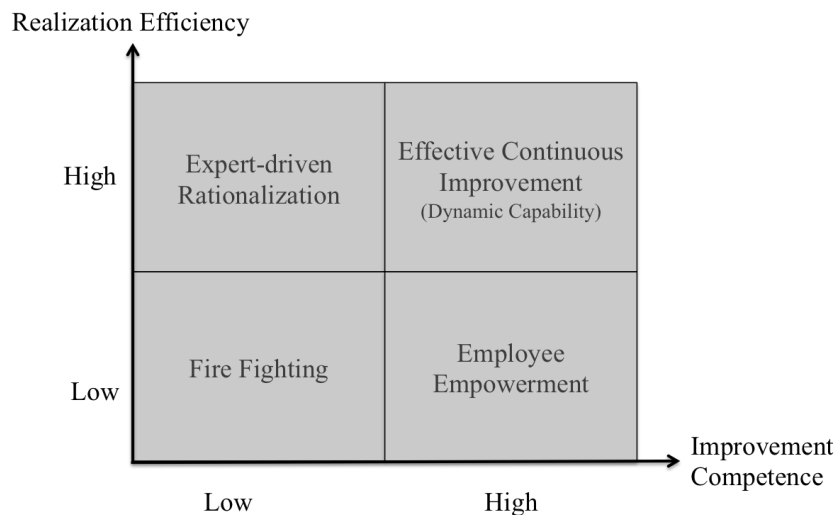 Realization Efficiency
High
Expert-driven
Rationalization
Effective Continuous
Improvement
(Dynamic Capability)
Low
Fire Fighting
Employee
Empowerment
Improvement
Competence
Low
High